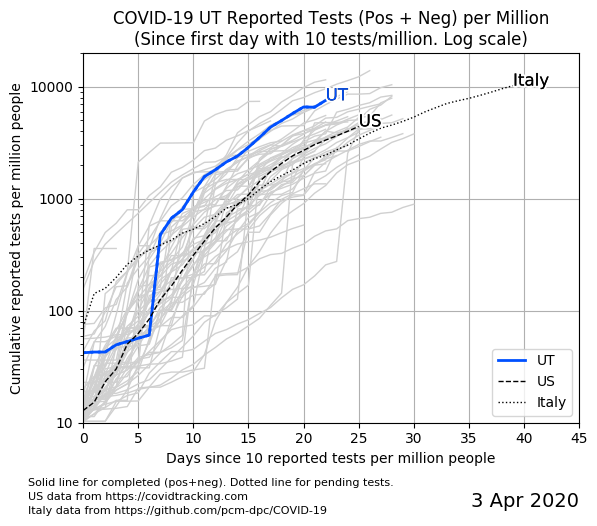 COVID-19 UT Reported Tests (Pos + Neg) per Million
(Since first day with 10 tests/million. Log scale)
Cumulative reported tests per million people
10000
1000
100
10
UT
US
Italy
UT
US
Italy
0 5 10 15 20 25 30 35 40 45
Days since 10 reported tests per million people
Solid line for completed (pos+neg). Dotted line for pending tests.
US data from https://covidtracking.com
Italy data from https://github.com/pcm-dpc/COVID-19
3 Apr 2020